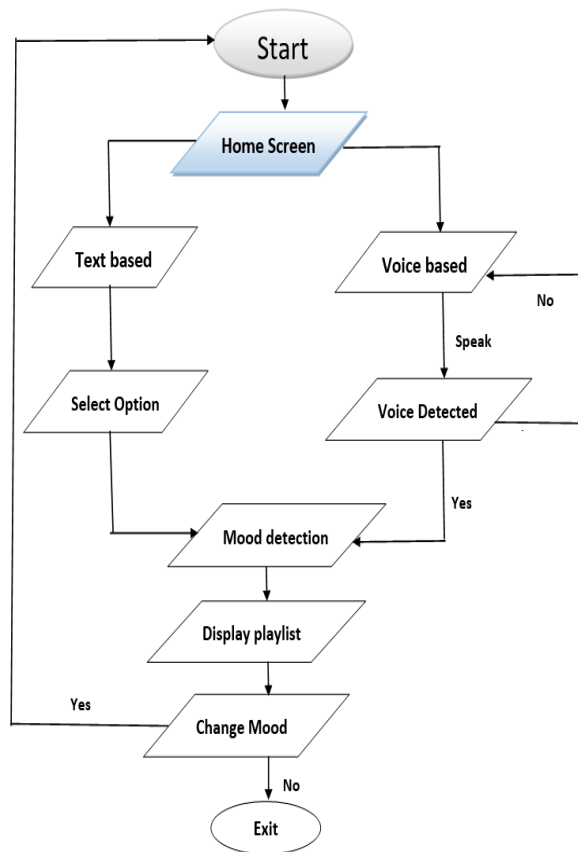 Start
Home Screen
Text based
Voice based
No
Speak
Select Option
Voice Detected
Yes
Mood detection
Display playlist
Yes
Change Mood
No
Exit